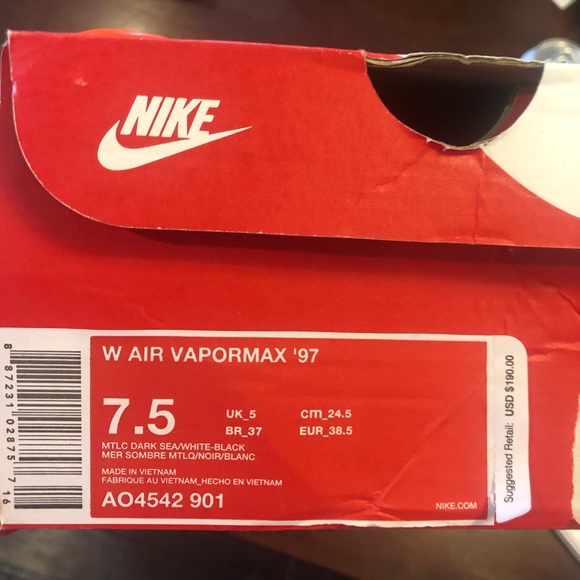 NIKE
W AIR VAPORMAX '97
7.5
UK_5 cm_24.5
BR_37 EUR_38.5
MTLC DARK SEA/WHITE-BLACK
MER SOMBRE MTLQ/NOIR/BLANC
MADE IN VIETNAM
FABRIQUE AU VIETNAM_HECHO EN VIETNAM
AO4542 901
NIKE.COM
Suggested Retail: USD $190.00
8 87231 02875 7 16